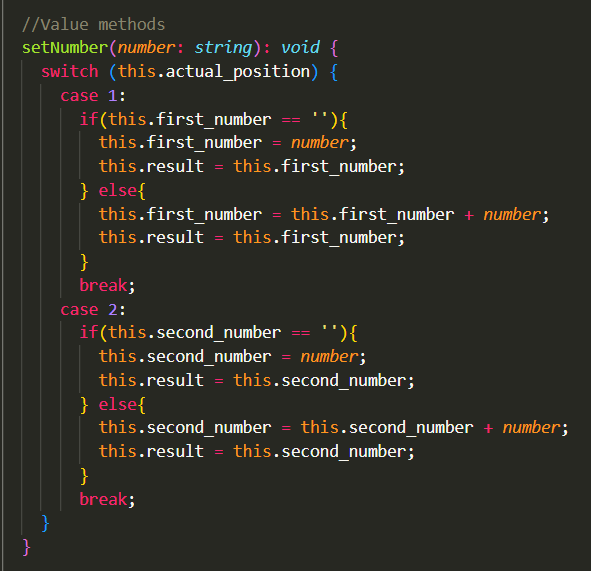 //Value methods
setNumber(number: string): void {
  switch (this.actual_position) {
    case 1:
      if(this.first_number == ''){
        this.first_number = number;
        this.result = this.first_number;
      } else{
        this.first_number = this.first_number + number;
        this.result = this.first_number;
      }
      break;
    case 2:
      if(this.second_number == ''){
        this.second_number = number;
        this.result = this.second_number;
      } else{
        this.second_number = this.second_number + number;
        this.result = this.second_number;
      }
      break;
  }
}